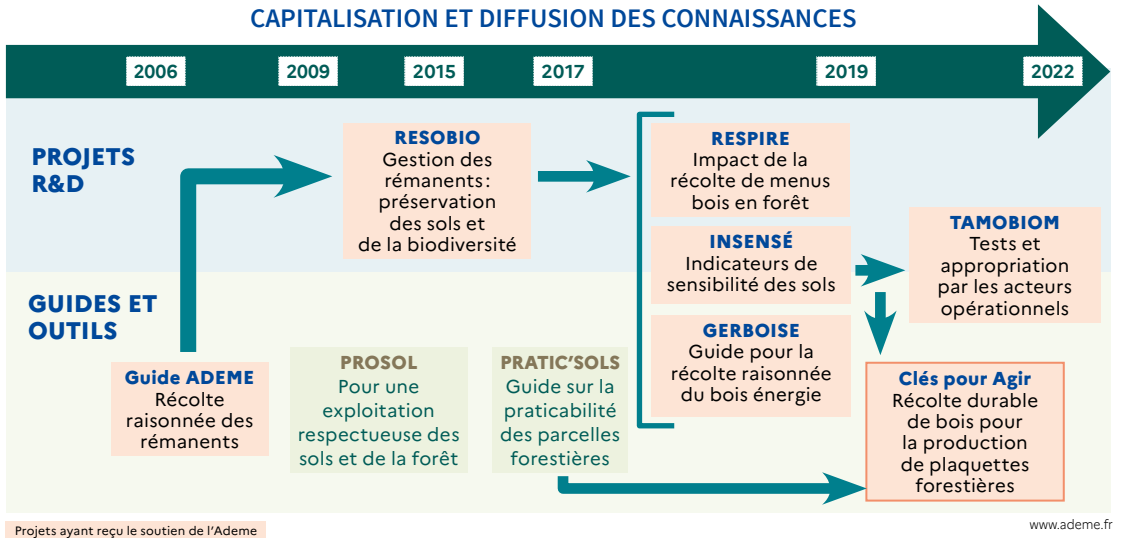 CAPITALISATION ET DIFFUSION DES CONNAISSANCES
2006
2009
2015
2017
2019
2022
PROJETS
R&D
RESOBIO
Gestion des
rémanents :
préservation
des sols et
de la biodiversité
RESPIRE
Impact de la
récolte de menus
bois en forêt
INSENSÉ
Indicateurs de
sensibilité des sols
TAMOBIOM
Tests et
appropriation
par les acteurs
opérationnels
GUIDES ET
OUTILS
GERBOISE
Guide pour la
récolte raisonnée
du bois énergie
Guide ADEME
Récolte
raisonnée des
rémanents
PROSOL
Pour une
exploitation
respectueuse des
sols et de la forêt
PRATIC'SOLS
Guide sur la
praticabilité
des parcelles
forestières
Clés pour Agir
Récolte durable
de bois pour
la production
de plaquettes
forestières
Projets ayant reçu le soutien de l'Ademe
www.ademe.fr